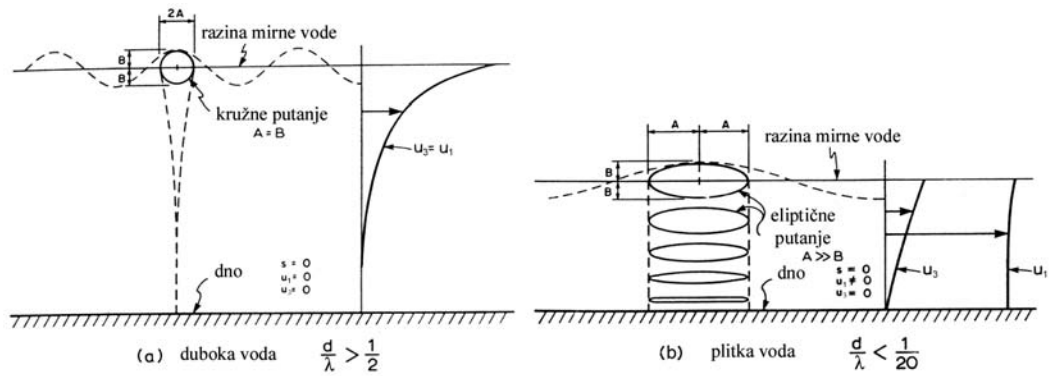 2A
razina mirne vode
B
B
kružne putanje
A = B
u₃ = u₁
dno
s = 0
u₁ = 0
u₃ = 0
(a) duboka voda d/λ > 1/2
A A
razina mirne vode
B
B
eliptične
putanje
A ≫ B
dno
s = 0
u₁ ≠ 0
u₃ = 0
u₃
u₁
(b) plitka voda d/λ < 1/20